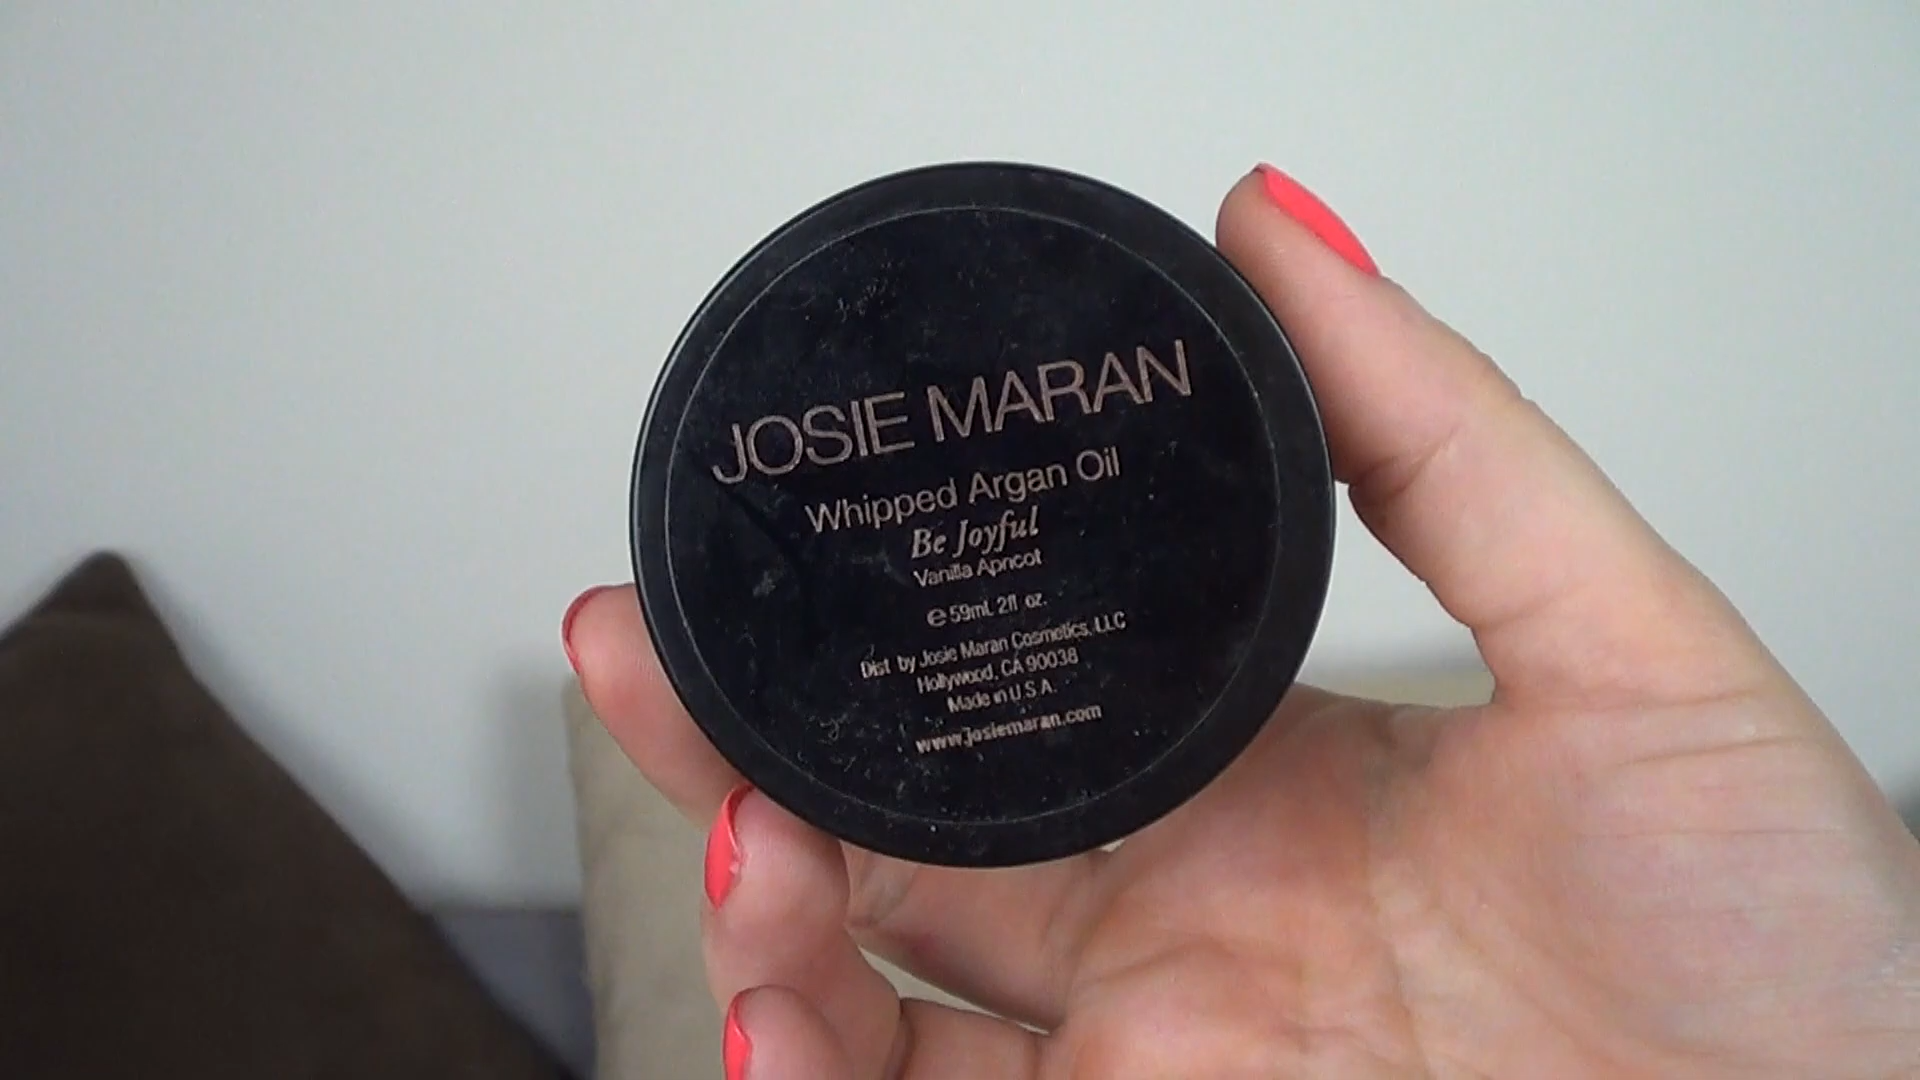 JOSIE MARAN
Whipped Argan Oil
Be Joyful
Vanilla Apricot
℮ 59mL 2fl oz.
Dist by Josie Maran Cosmetics, LLC
Hollywood, CA 90038
Made in U.S.A.
www.josiemaran.com